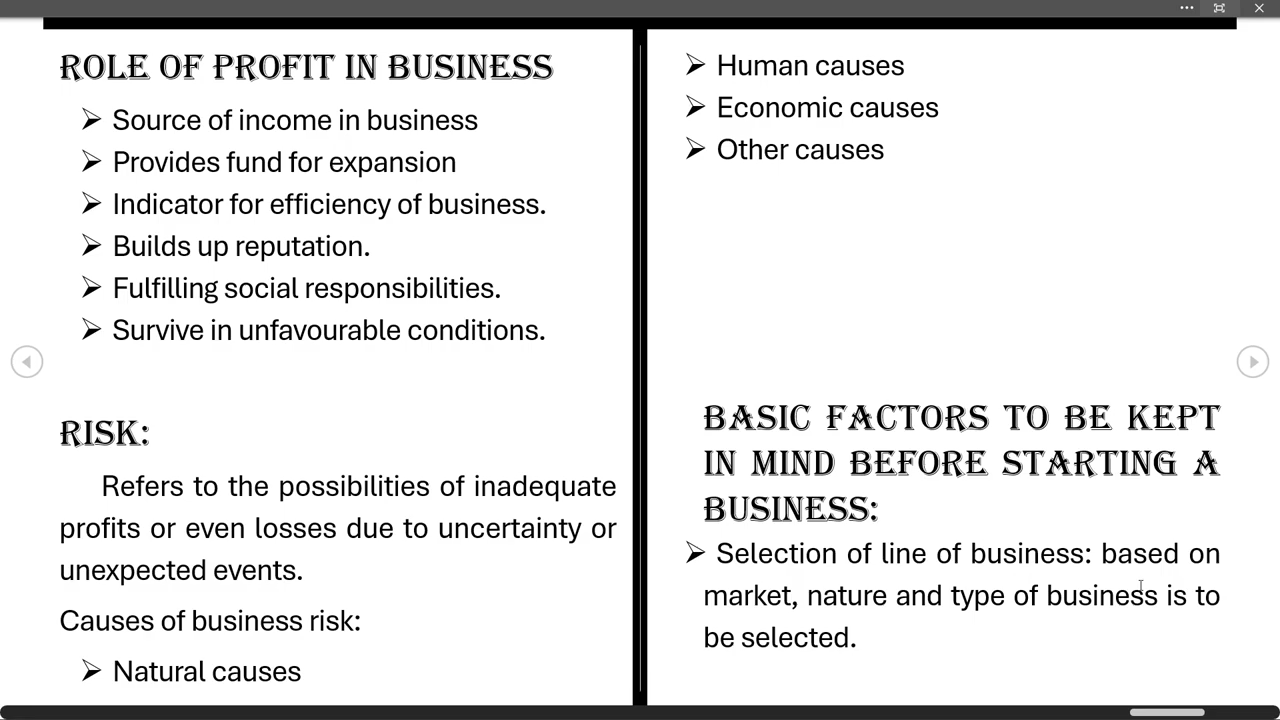 ROLE OF PROFIT IN BUSINESS
➢ Source of income in business
➢ Provides fund for expansion
➢ Indicator for efficiency of business.
➢ Builds up reputation.
➢ Fulfilling social responsibilities.
➢ Survive in unfavourable conditions.
RISK:
Refers to the possibilities of inadequate
profits or even losses due to uncertainty or
unexpected events.
Causes of business risk:
➢ Natural causes
➢ Human causes
➢ Economic causes
➢ Other causes
BASIC FACTORS TO BE KEPT
IN MIND BEFORE STARTING A
BUSINESS:
➢ Selection of line of business: based on
market, nature and type of business is to
be selected.